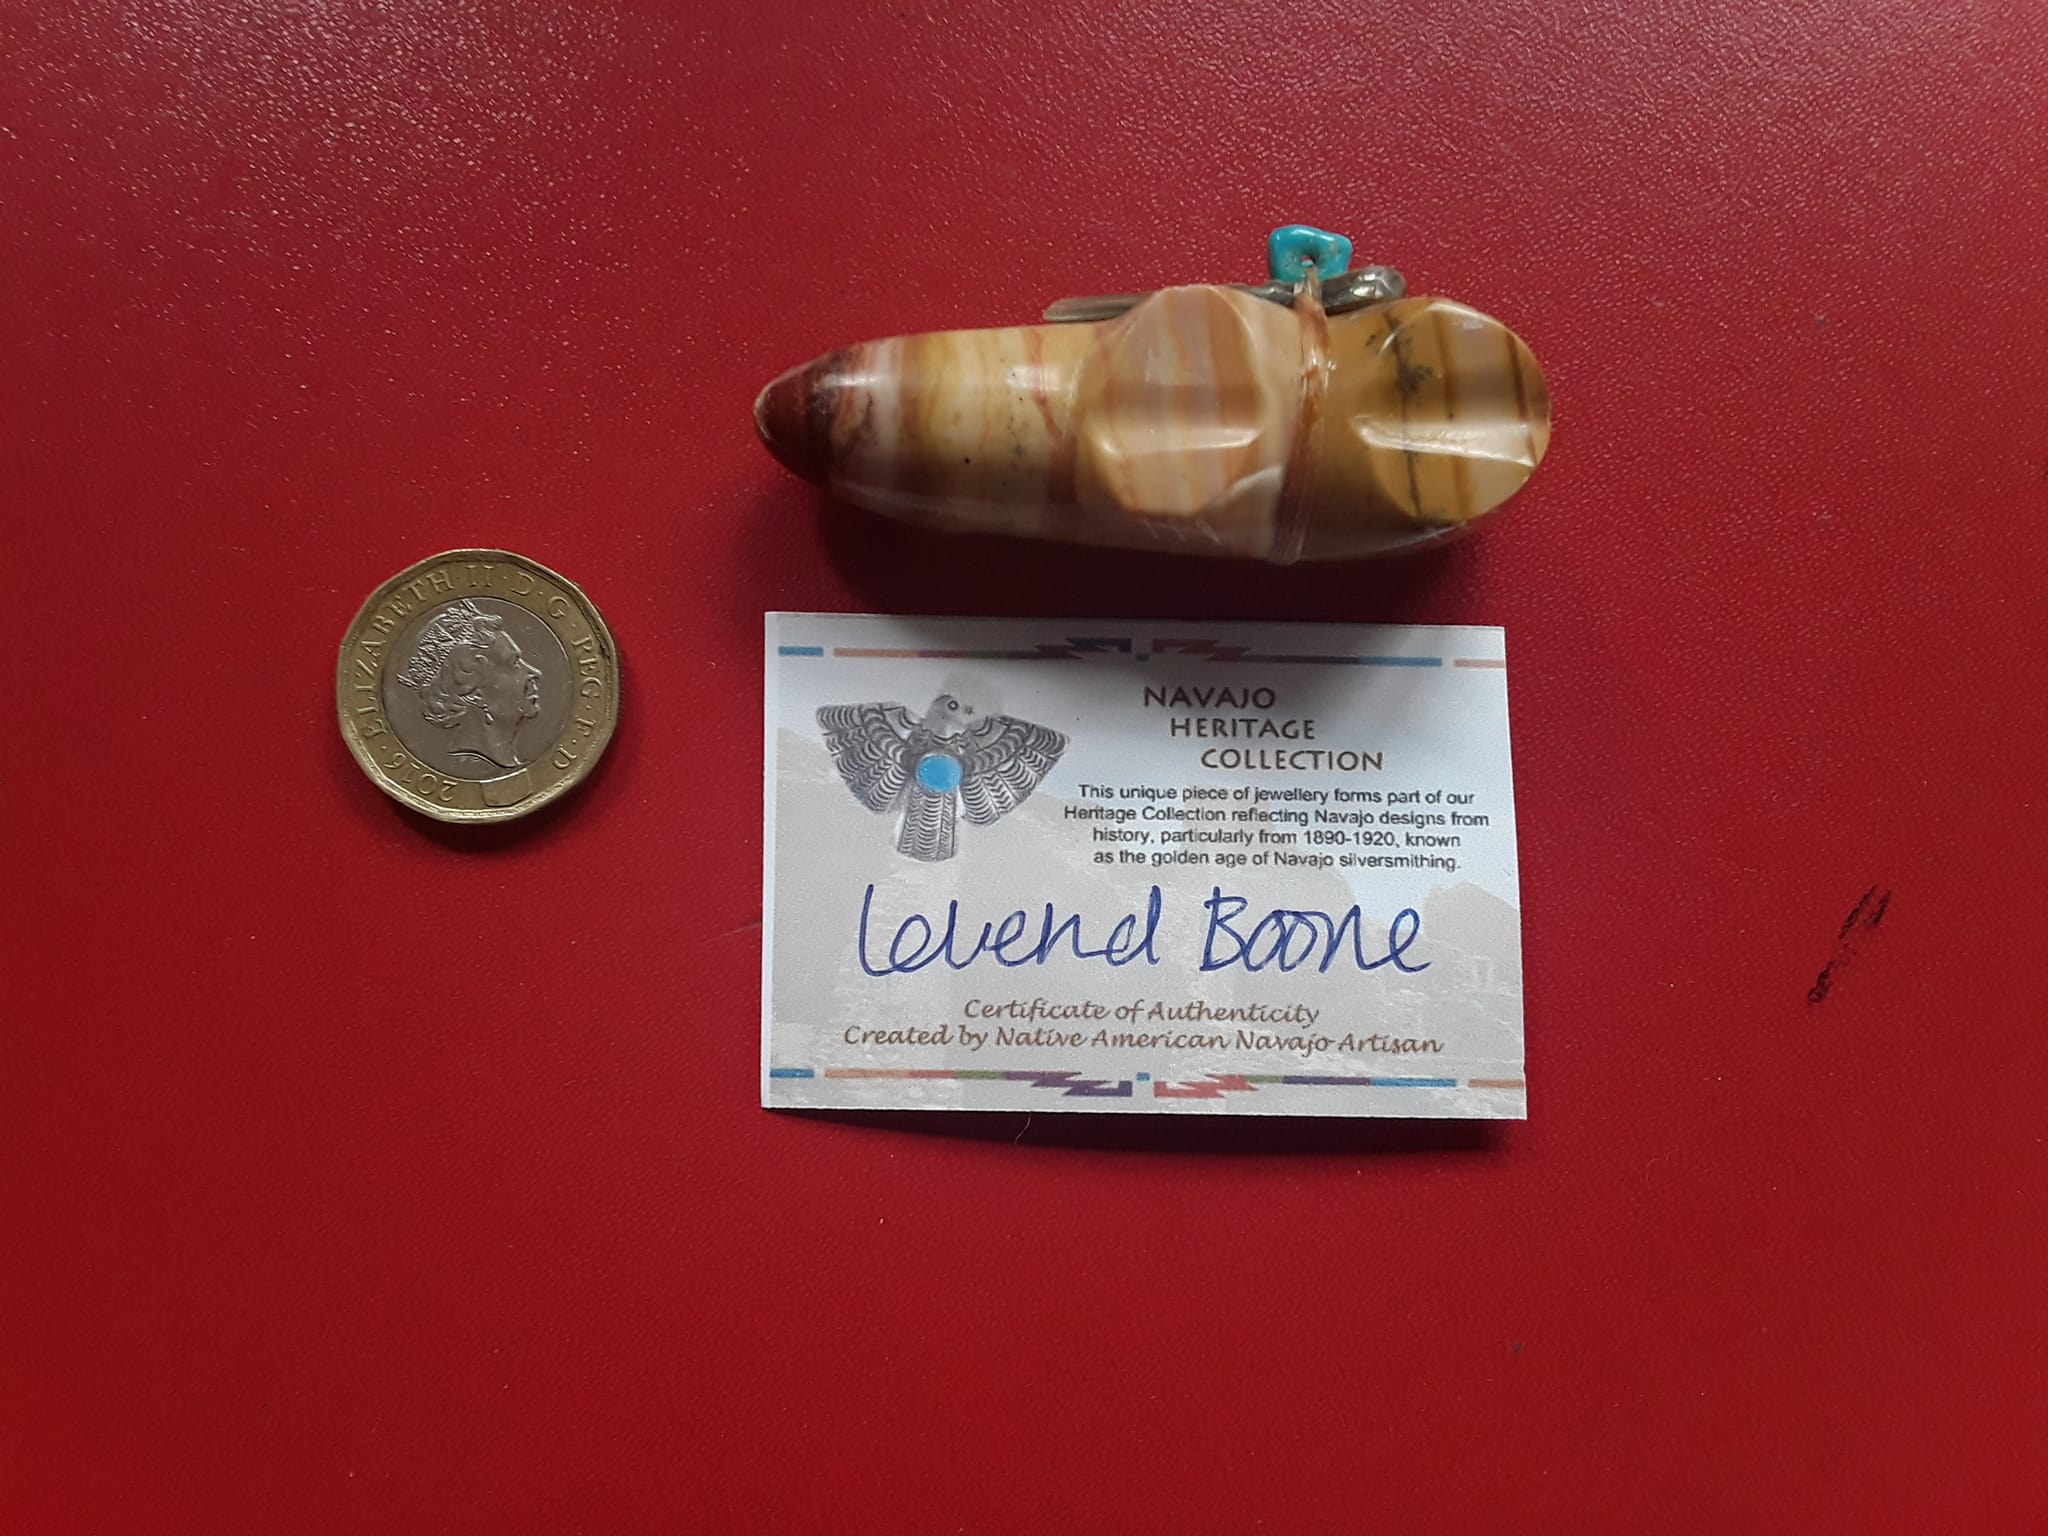 ELIZABETH II · D · G · REG · F · D · 2016 ·
NAVAJO
HERITAGE
COLLECTION
This unique piece of jewellery forms part of our
Heritage Collection reflecting Navajo designs from
history, particularly from 1890-1920, known
as the golden age of Navajo silversmithing.
Levend Boone
Certificate of Authenticity
Created by Native American Navajo Artisan